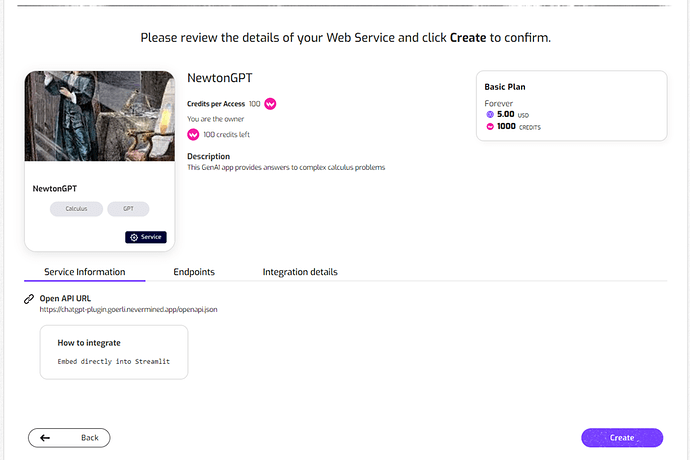 Please review the details of your Web Service and click Create to confirm.
NewtonGPT
Credits per Access 100
You are the owner
100 credits left
Description
This GenAI app provides answers to complex calculus problems
Basic Plan
Forever
5.00 USD
1000 CREDITS
NewtonGPT
Calculus GPT
Service
Service Information Endpoints Integration details
Open API URL
https://chatgpt-plugin.goerli.nevermined.app/openapi.json
How to integrate
Embed directly into Streamlit
Back Create